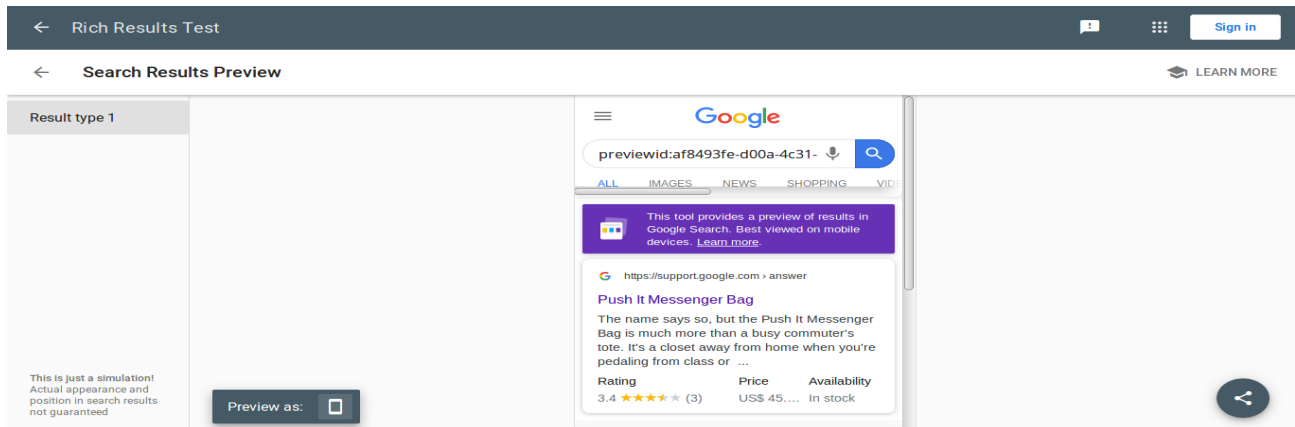 Rich Results Test
Sign in
Search Results Preview
LEARN MORE
Result type 1
Google
previewid:af8493fe-d00a-4c31-
ALL IMAGES NEWS SHOPPING VIDE
This tool provides a preview of results in
Google Search. Best viewed on mobile
devices. Learn more.
G https://support.google.com › answer
Push It Messenger Bag
The name says so, but the Push It Messenger
Bag is much more than a busy commuter's
tote. It's a closet away from home when you're
pedaling from class or ...
Rating Price Availability
3.4 ★★★★★ (3) US$ 45.... In stock
This is just a simulation!
Actual appearance and
position in search results
not guaranteed
Preview as: